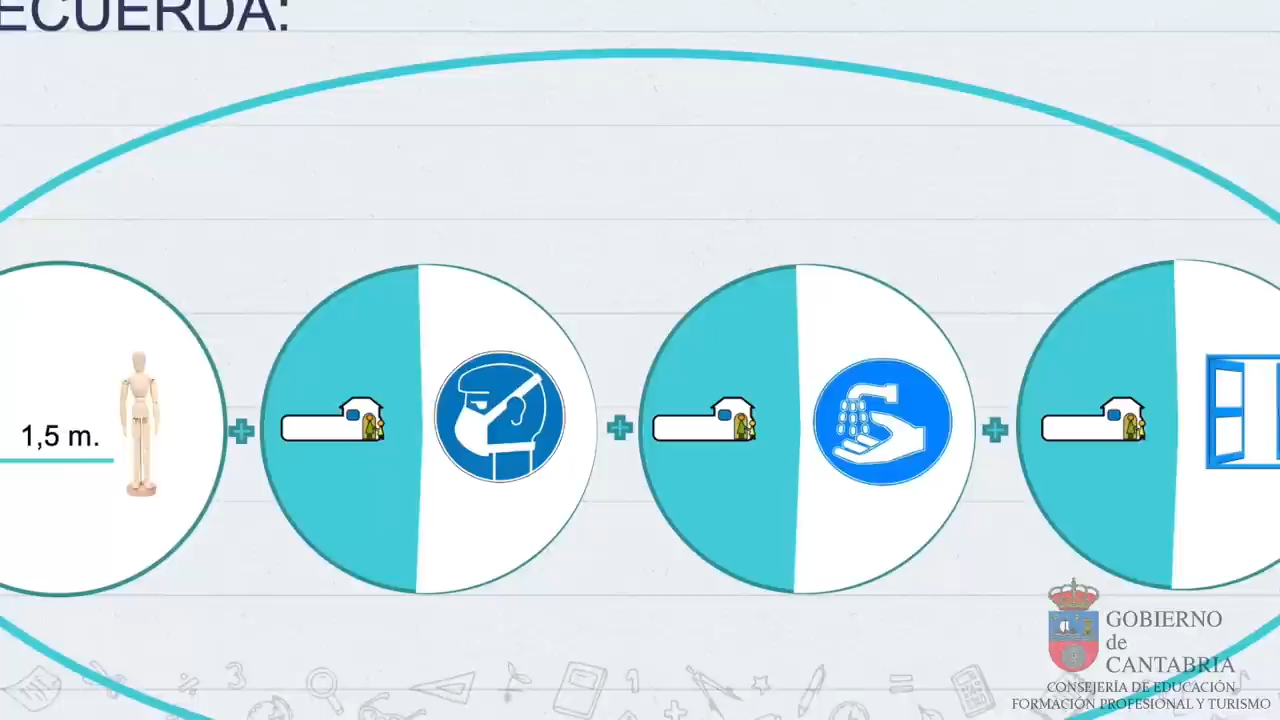 ECUERDA:
1,5 m.
GOBIERNO
de
CANTABRIA
CONSEJERÍA DE EDUCACIÓN
FORMACIÓN PROFESIONAL Y TURISMO